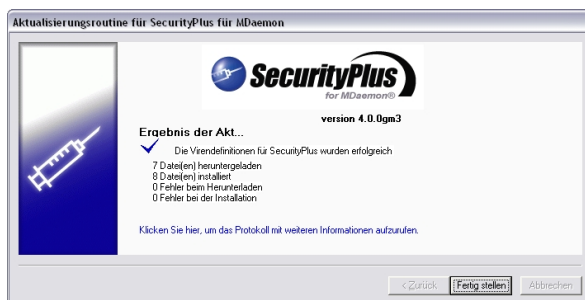 Aktualisierungsroutine für SecurityPlus für MDaemon
SecurityPlus
for MDaemon®
version 4.0.0gm3
Ergebnis der Akt...
Die Virendefinitionen für SecurityPlus wurden erfolgreich
7 Datei(en) heruntergeladen
8 Datei(en) installiert
0 Fehler beim Herunterladen
0 Fehler bei der Installation
Klicken Sie hier, um das Protokoll mit weiteren Informationen aufzurufen.
< Zurück Fertig stellen Abbrechen